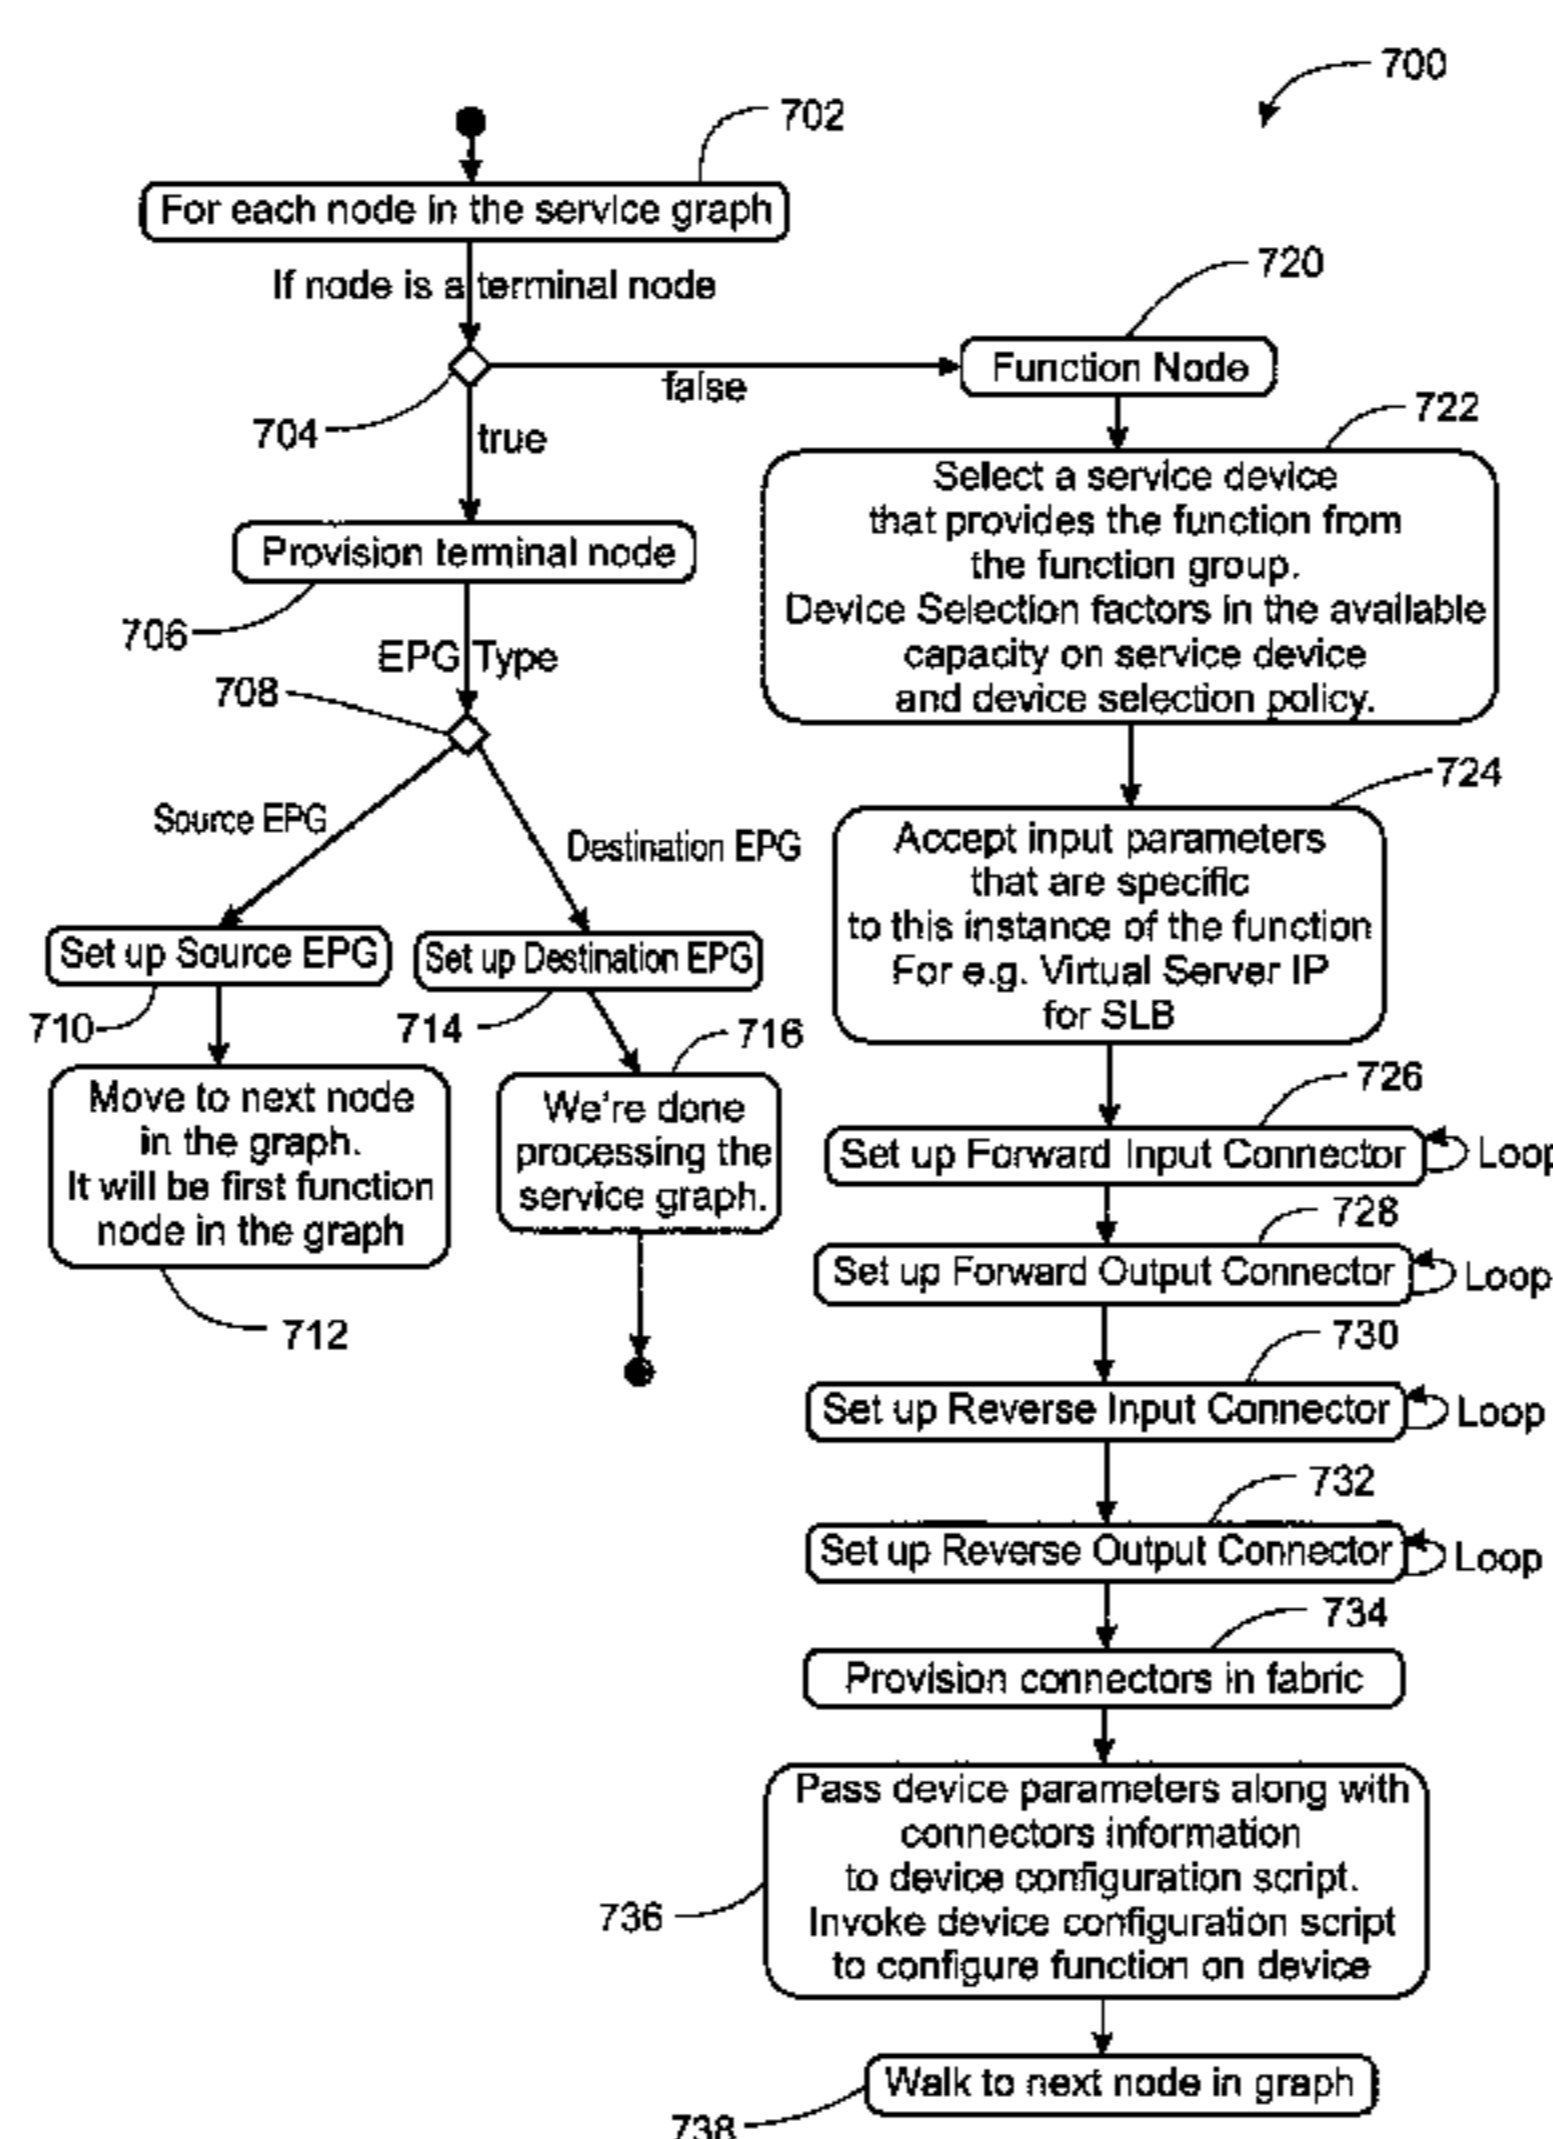 700
702
For each node in the service graph
If node is a terminal node
720
Function Node
false
704
true
722
Select a service device
that provides the function from
the function group.
Device Selection factors in the available
capacity on service device
and device selection policy.
Provision terminal node
706
EPG Type
708
Source EPG
Destination EPG
724
Accept input parameters
that are specific
to this instance of the function
For e.g. Virtual Server IP
for SLB
Set up Source EPG
Set up Destination EPG
710
714
716
Move to next node
in the graph.
It will be first function
node in the graph
712
We're done
processing the
service graph.
726
Set up Forward Input Connector
Loop
728
Set up Forward Output Connector
Loop
730
Set up Reverse Input Connector
Loop
732
Set up Reverse Output Connector
Loop
734
Provision connectors in fabric
Pass device parameters along with
connectors information
to device configuration script.
Invoke device configuration script
to configure function on device
736
Walk to next node in graph
738